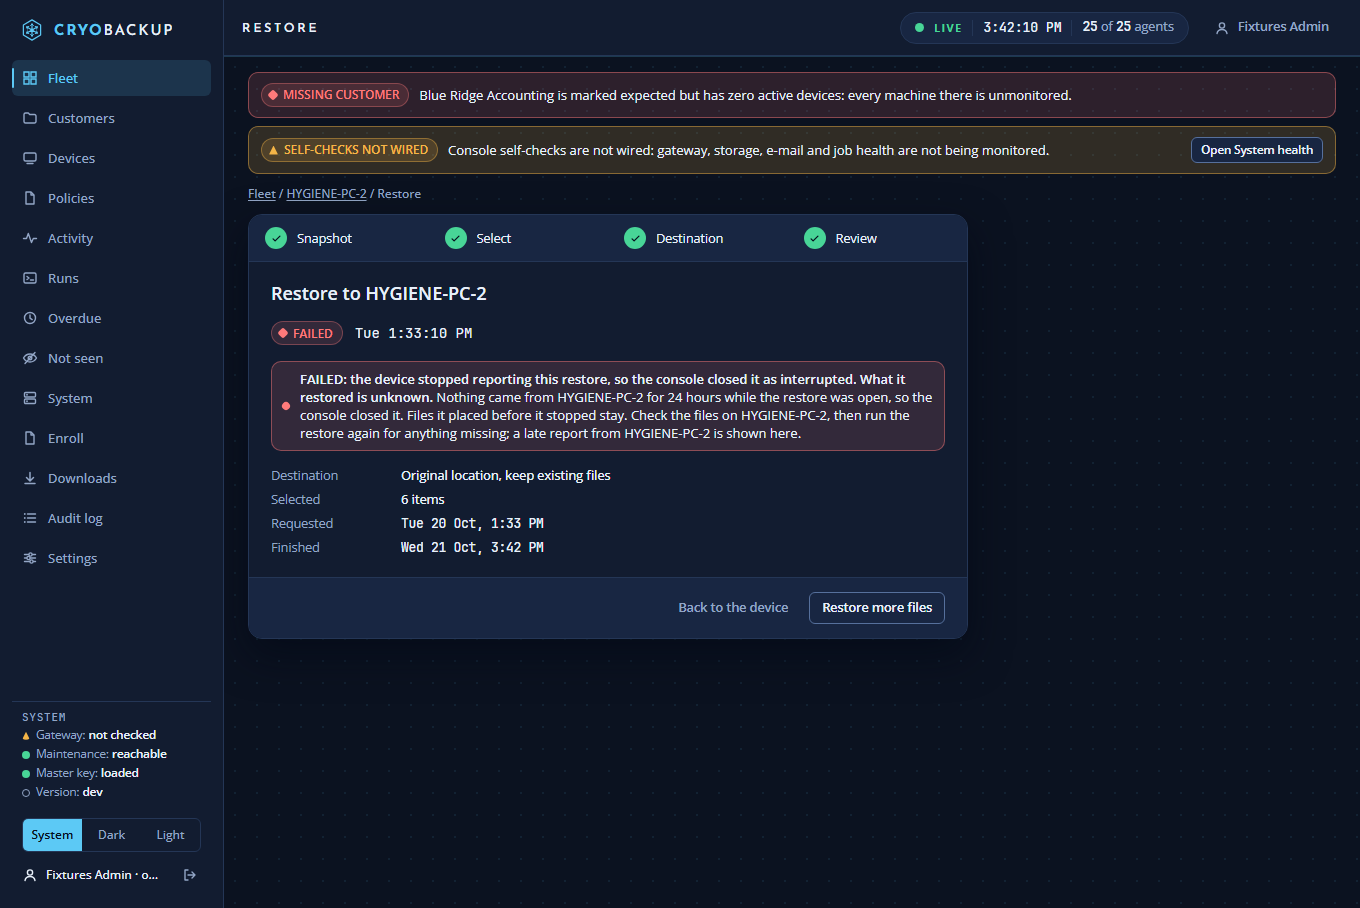 CRYOBACKUP
RESTORE
LIVE 3:42:10 PM 25 of 25 agents
Fixtures Admin
Fleet
Customers
Devices
Policies
Activity
Runs
Overdue
Not seen
System
Enroll
Downloads
Audit log
Settings
SYSTEM
Gateway: not checked
Maintenance: reachable
Master key: loaded
Version: dev
System Dark Light
Fixtures Admin · o...
MISSING CUSTOMER Blue Ridge Accounting is marked expected but has zero active devices: every machine there is unmonitored.
SELF-CHECKS NOT WIRED Console self-checks are not wired: gateway, storage, e-mail and job health are not being monitored. Open System health
Fleet / HYGIENE-PC-2 / Restore
Snapshot Select Destination Review
Restore to HYGIENE-PC-2
FAILED Tue 1:33:10 PM
FAILED: the device stopped reporting this restore, so the console closed it as interrupted. What it
restored is unknown. Nothing came from HYGIENE-PC-2 for 24 hours while the restore was open, so the
console closed it. Files it placed before it stopped stay. Check the files on HYGIENE-PC-2, then run the
restore again for anything missing; a late report from HYGIENE-PC-2 is shown here.
Destination Original location, keep existing files
Selected 6 items
Requested Tue 20 Oct, 1:33 PM
Finished Wed 21 Oct, 3:42 PM
Back to the device Restore more files